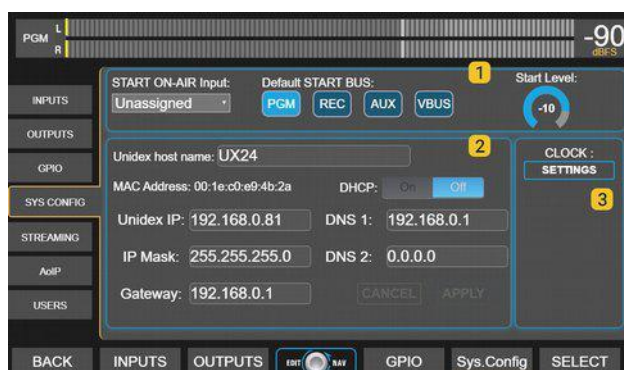 PGM
L
R
-90
dBFS
INPUTS
OUTPUTS
GPIO
SYS CONFIG
STREAMING
AoIP
USERS
START ON-AIR Input:
Unassigned
Default START BUS:
PGM REC AUX VBUS
1
Start Level:
-10
Unidex host name: UX24
2
MAC Address: 00:1e:c0:e9:4b:2a
DHCP: On Off
Unidex IP: 192.168.0.81
DNS 1: 192.168.0.1
IP Mask: 255.255.255.0
DNS 2: 0.0.0.0
Gateway: 192.168.0.1
CANCEL APPLY
CLOCK :
SETTINGS
3
BACK INPUTS OUTPUTS EDIT NAV GPIO Sys.Config SELECT